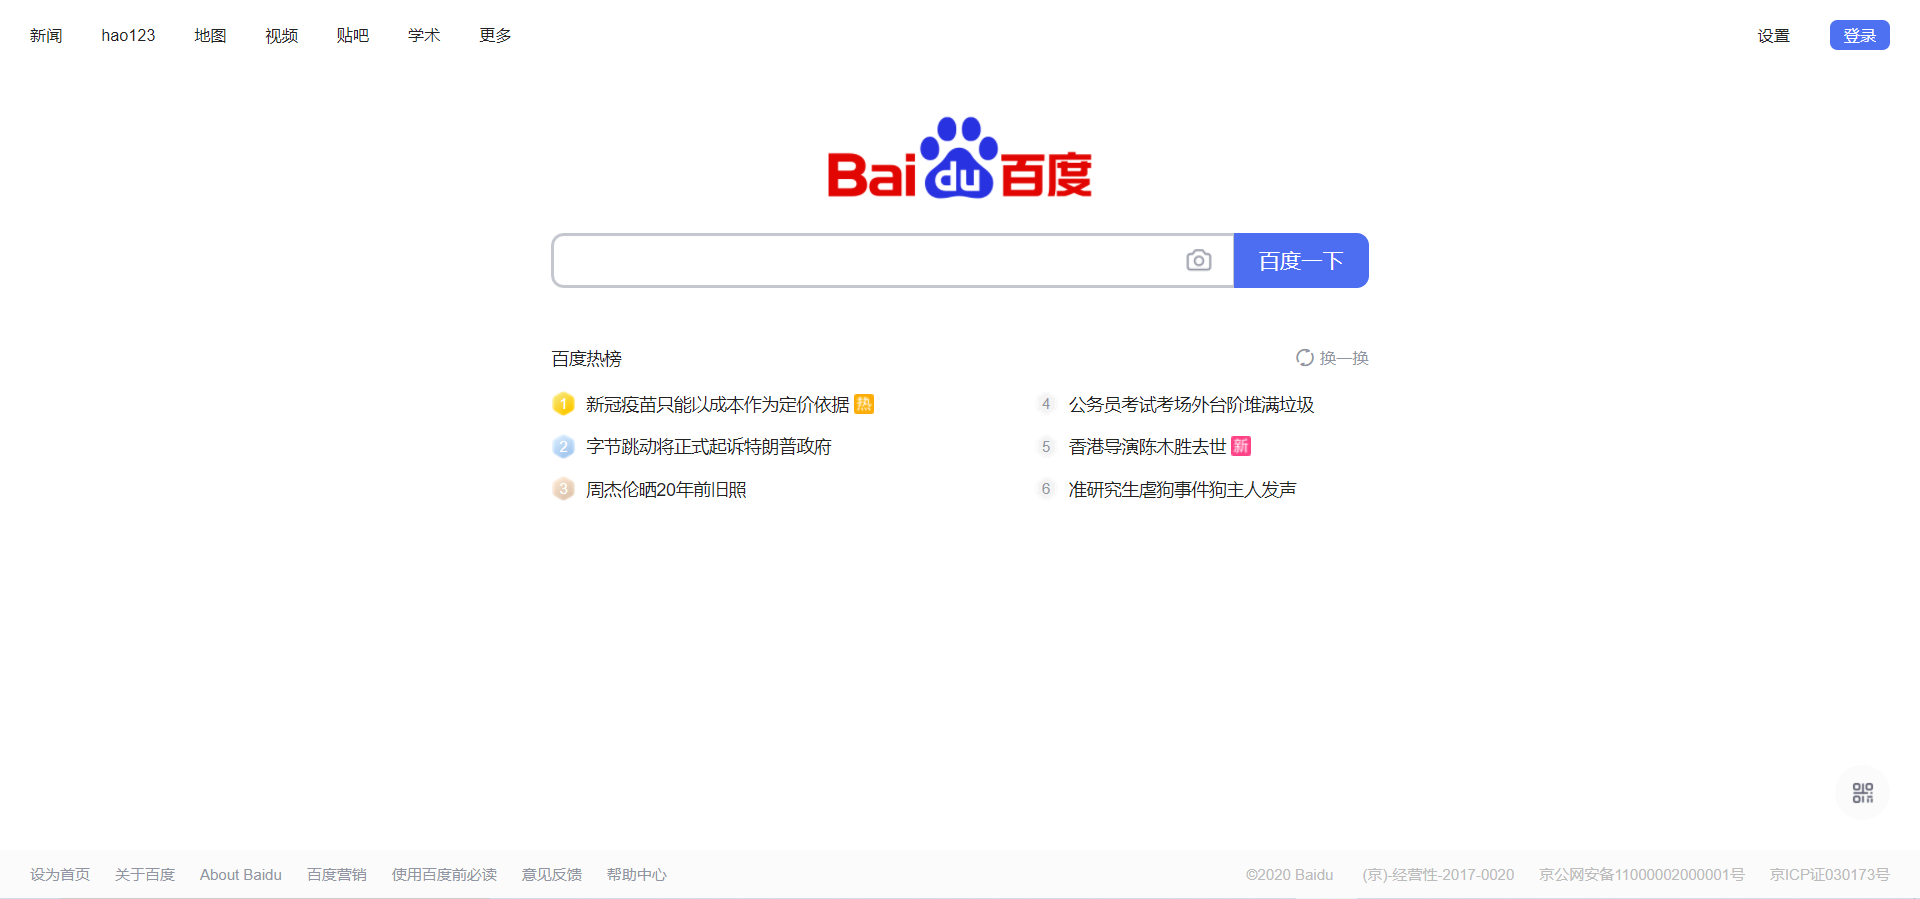 新闻 hao123 地图 视频 贴吧 学术 更多 设置 登录
Baidu百度
百度一下
百度热榜 换一换
1 新冠疫苗只能以成本作为定价依据 热
2 字节跳动将正式起诉特朗普政府
3 周杰伦晒20年前旧照
4 公务员考试考场外台阶堆满垃圾
5 香港导演陈木胜去世 新
6 准研究生虐狗事件狗主人发声
设为首页 关于百度 About Baidu 百度营销 使用百度前必读 意见反馈 帮助中心 ©2020 Baidu (京)-经营性-2017-0020 京公网安备11000002000001号 京ICP证030173号